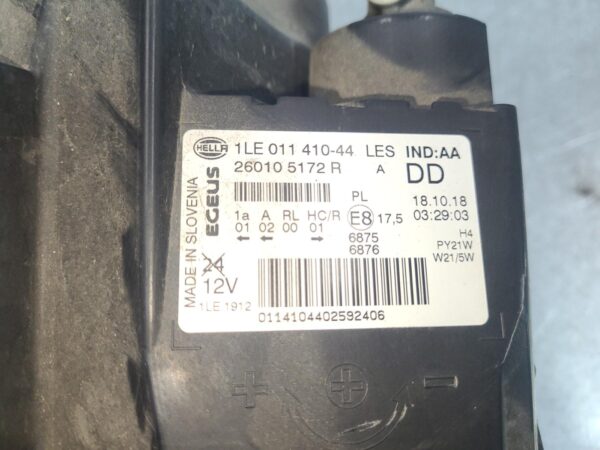 HELLA 1LE 011 410-44 LES IND:AA
26010 5172 R A DD
PL 18.10.18
1a A RL HC/R E8 17,5 03:29:03
01 02 00 01 6875 H4
← ← → 6876 PY21W
W21/5W
MADE IN SLOVENIA
EGEUS
24
12V
1LE 1912
0114104402592406
+ + −